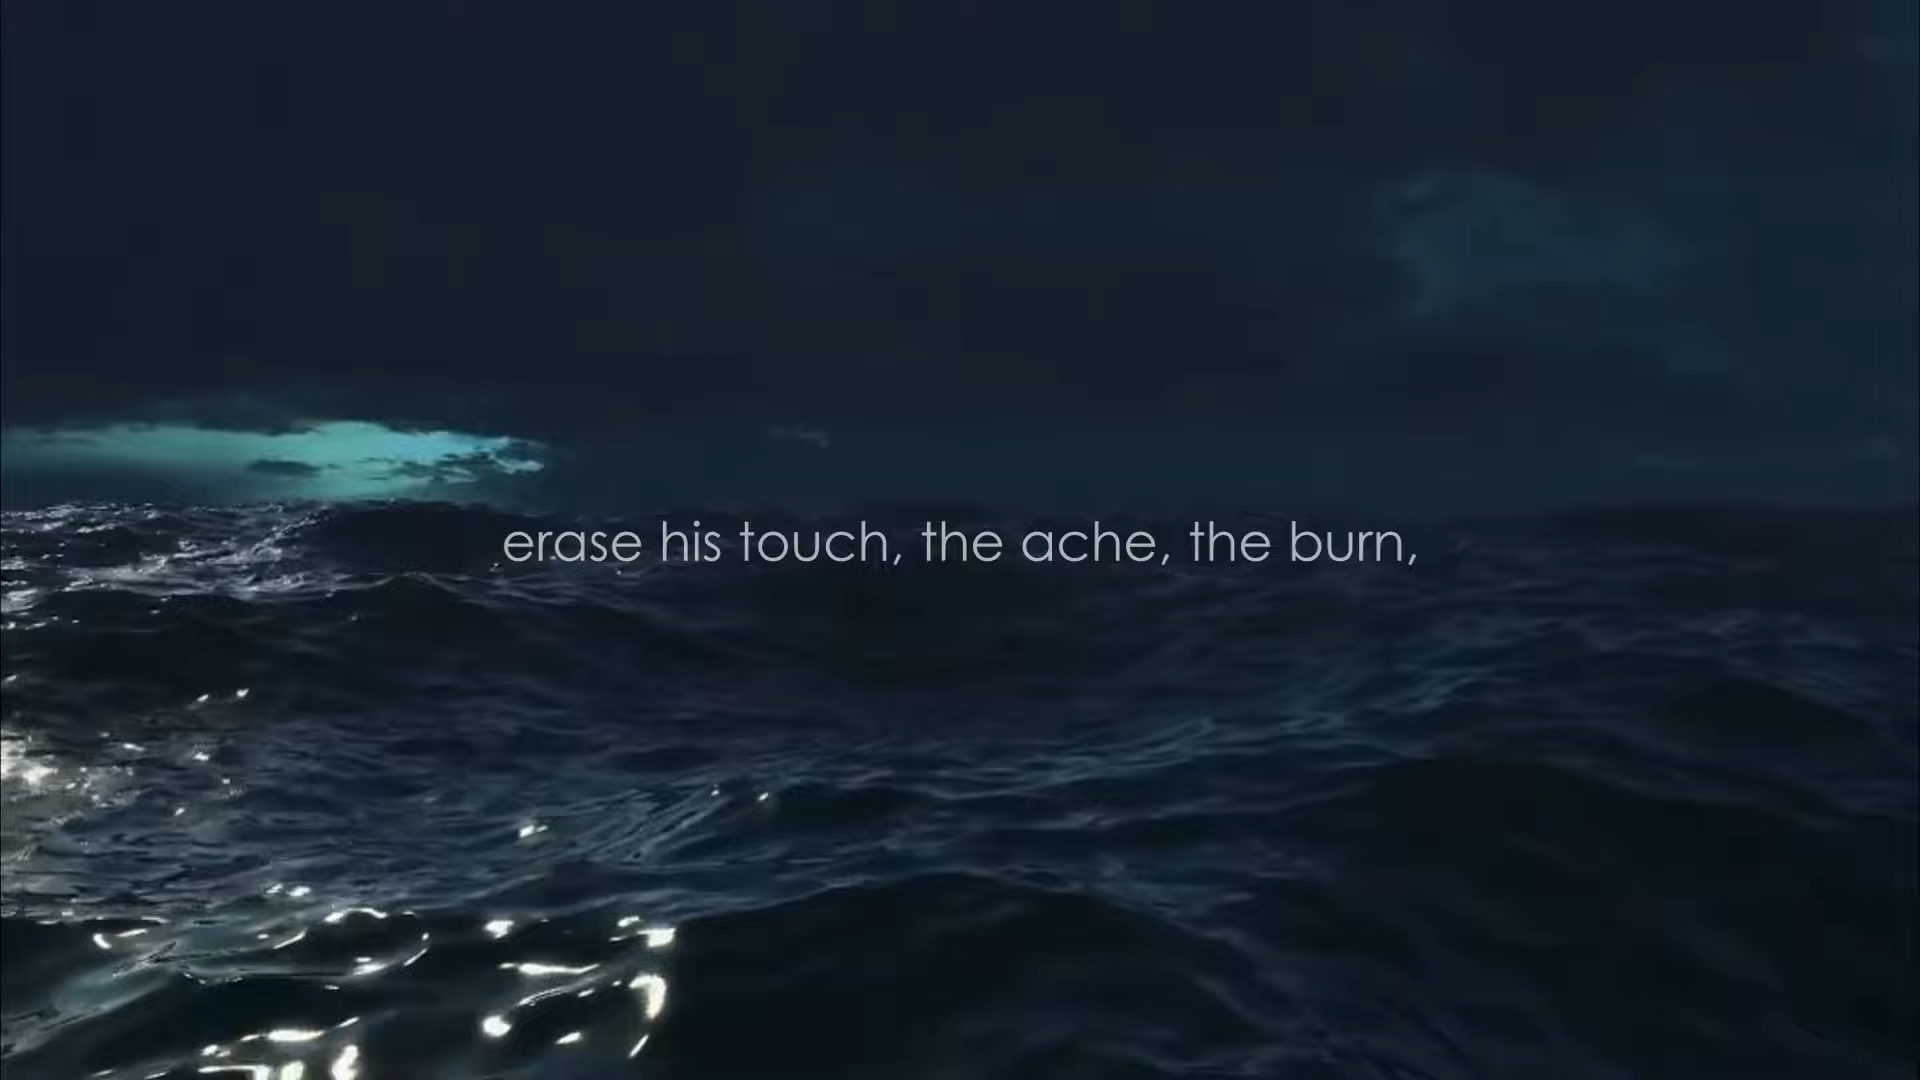 erase his touch, the ache, the burn,